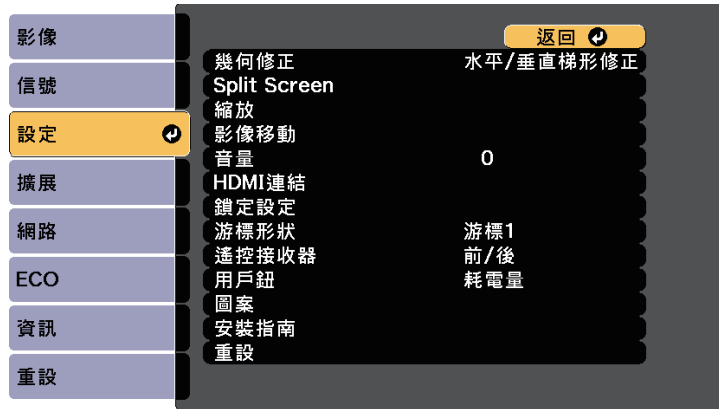 影像
信號
設定
擴展
網路
ECO
資訊
重設
返回
幾何修正 水平/垂直梯形修正
Split Screen
縮放
影像移動
音量 0
HDMI連結
鎖定設定
游標形狀 游標1
遙控接收器 前/後
用戶鈕 耗電量
圖案
安裝指南
重設